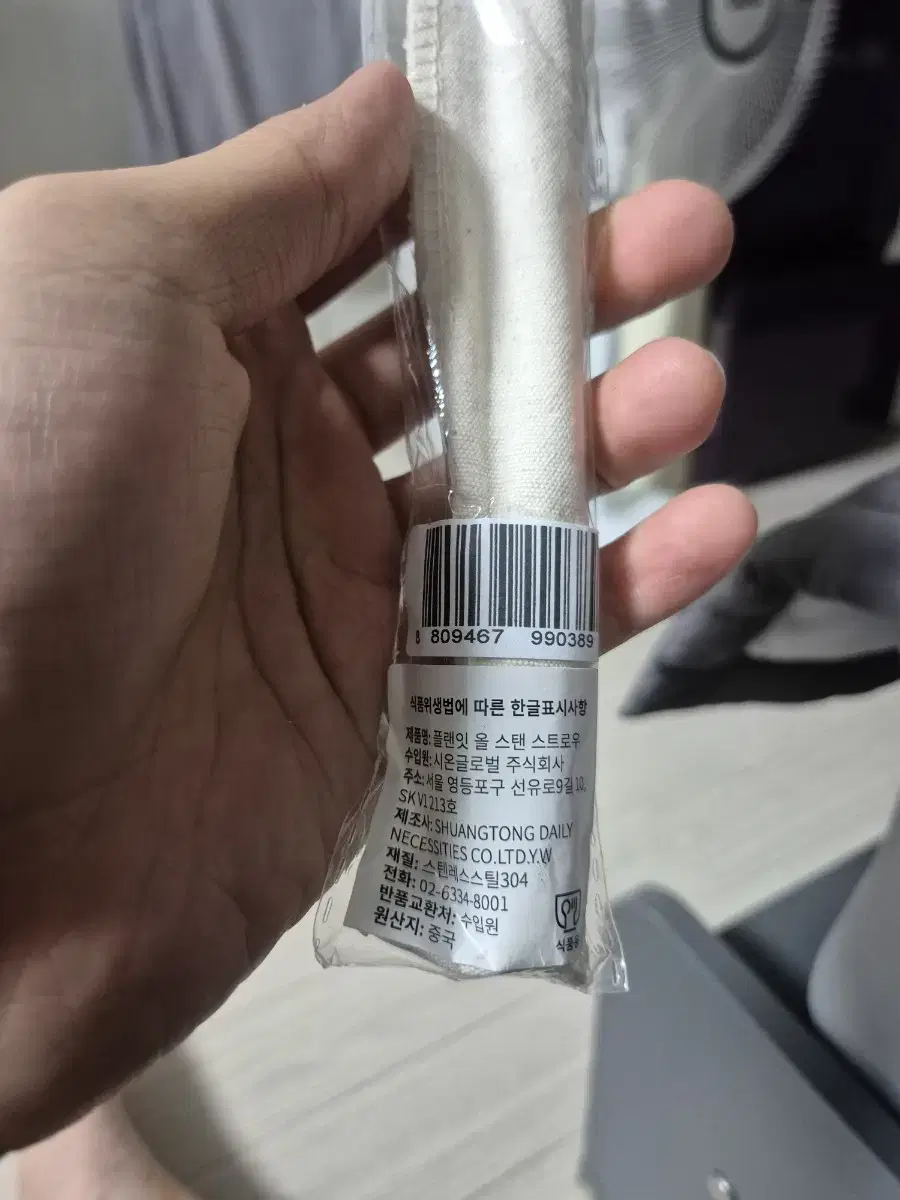 8 809467 990389
식품위생법에 따른 한글표시사항
제품명: 플랜잇 올 스탠 스트로우
수입원: 시온글로벌 주식회사
주소: 서울 영등포구 선유로9길 10,
SK V1 213호
제조사: SHUANGTONG DAILY
NECESSITIES CO.LTD.Y.W
재질: 스텐레스스틸304
전화: 02-6334-8001
반품교환처: 수입원
원산지: 중국
식품용